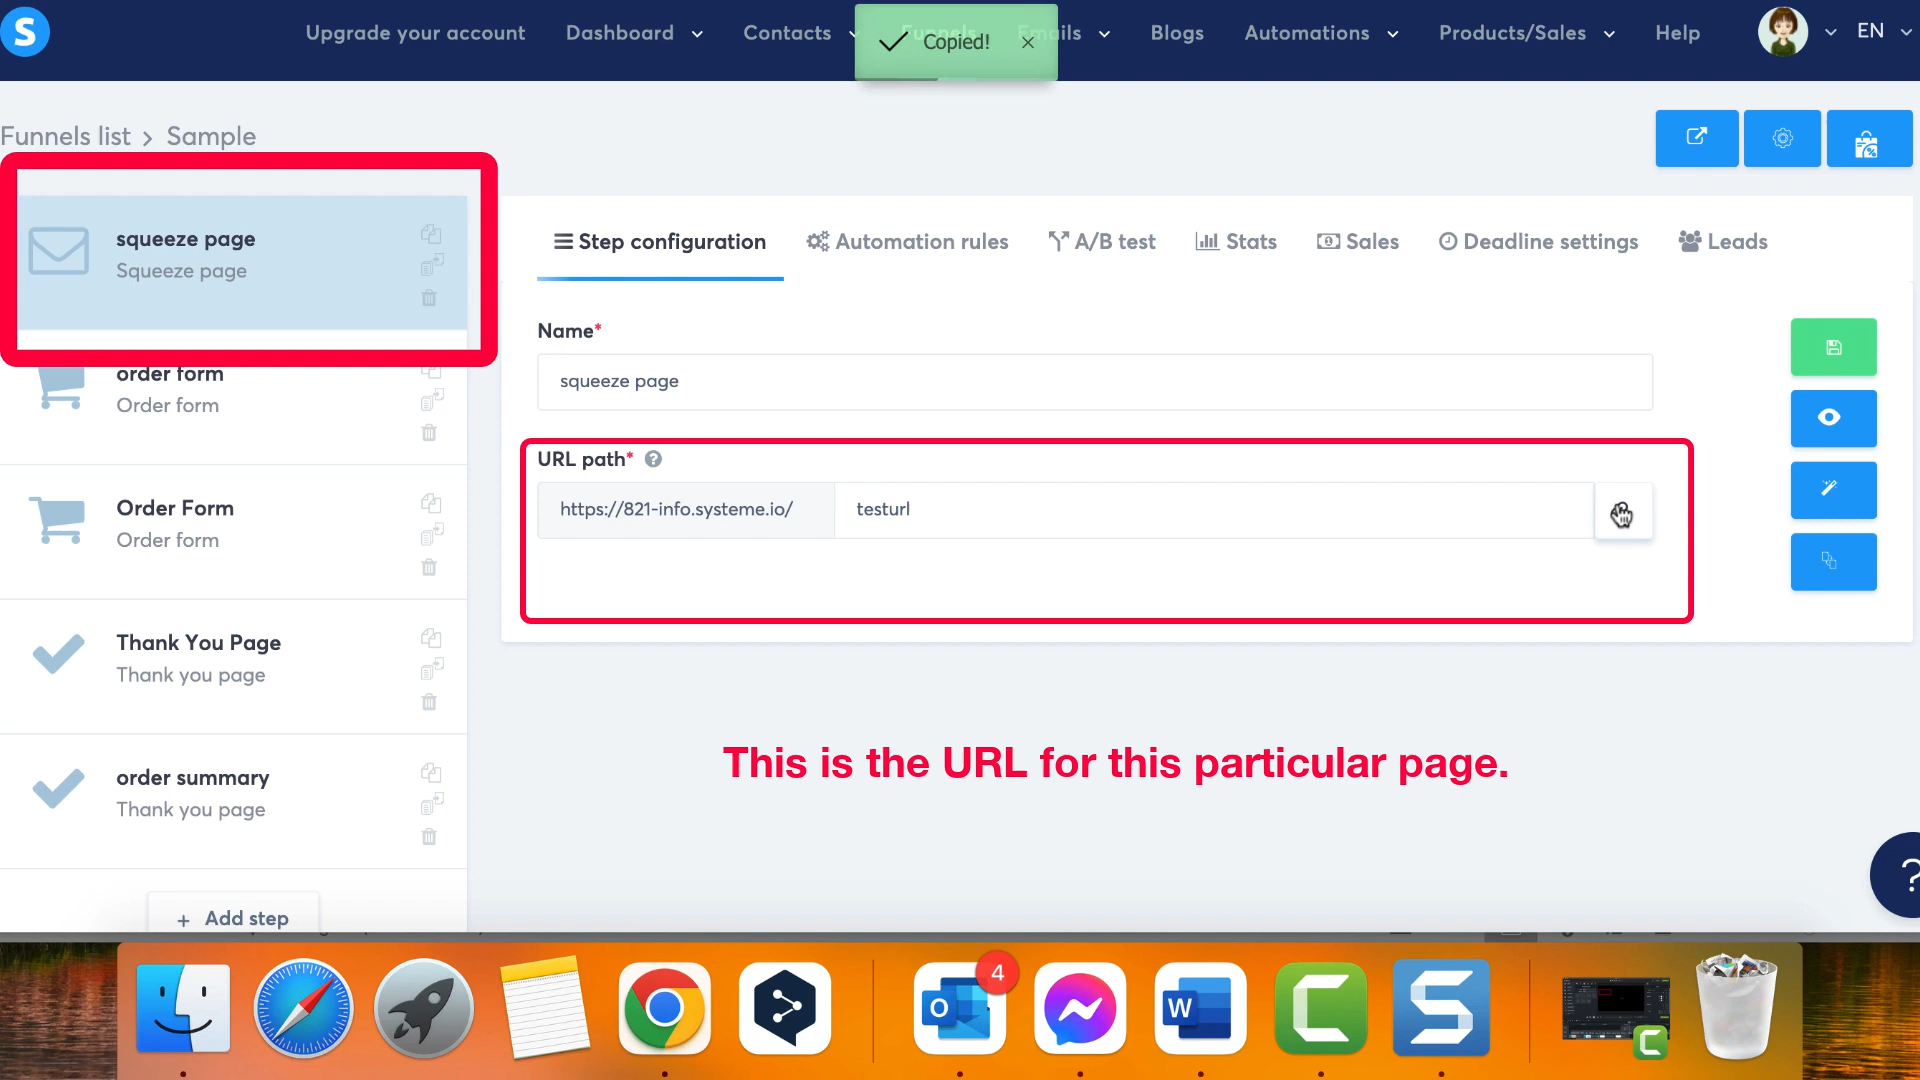 S
Upgrade your account
Dashboard
Contacts
Funnels
Emails
Blogs
Automations
Products/Sales
Help
EN
Copied!
Funnels list > Sample
squeeze page
Squeeze page
order form
Order form
Order Form
Order form
Thank You Page
Thank you page
order summary
Thank you page
+ Add step
Step configuration
Automation rules
A/B test
Stats
Sales
Deadline settings
Leads
Name*
squeeze page
URL path* ?
https://821-info.systeme.io/
testurl
This is the URL for this particular page.
?
4
O
W
C
S
C